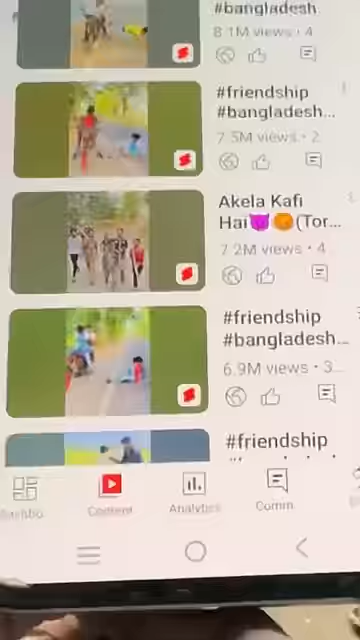 #bangladesh
8.1M views • 4
#friendship
#bangladesh...
7.5M views • 2
Akela Kafi
Hai😈😡(Tor...
7.2M views • 4
#friendship
#bangladesh...
6.9M views • 3...
#friendship
Content
Analytics
Comm